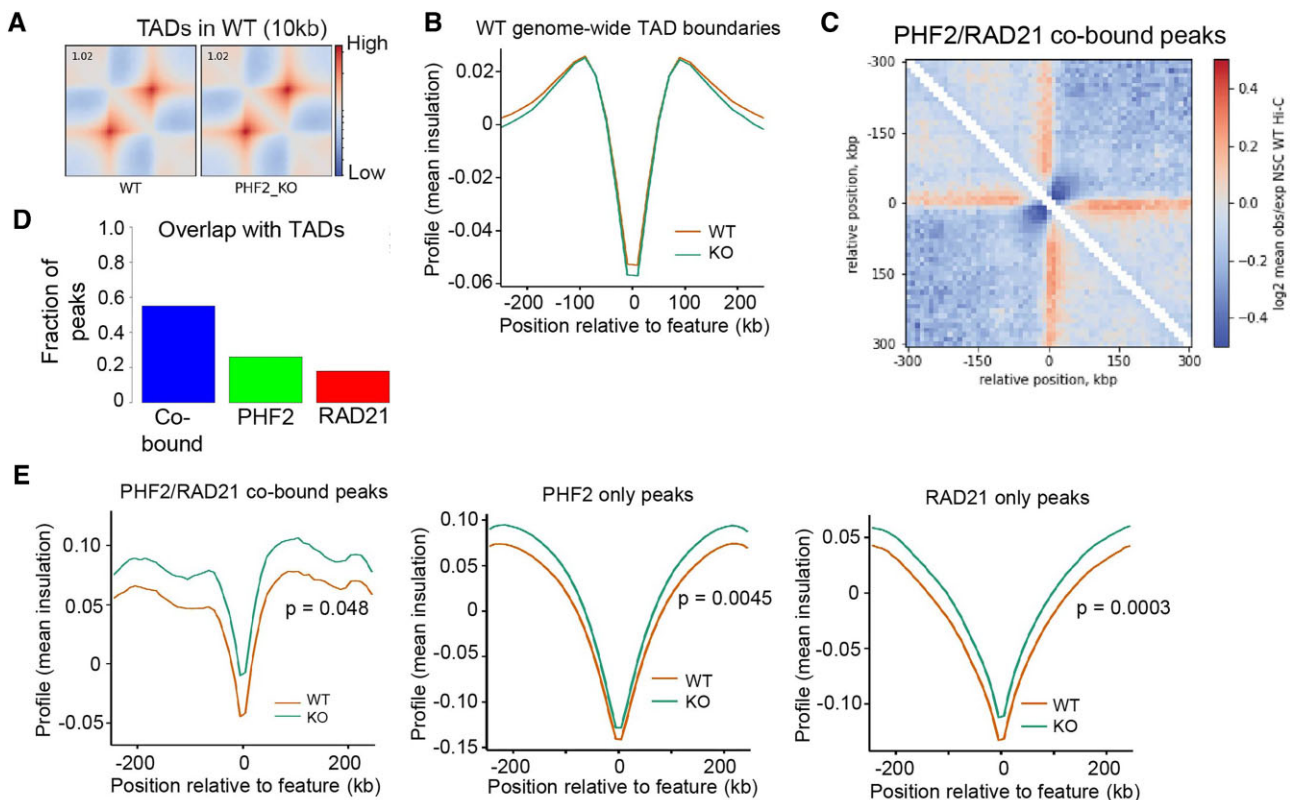 A
TADs in WT (10kb)
1.02
1.02
High
Low
WT
PHF2_KO
B
WT genome-wide TAD boundaries
Profile (mean insulation)
0.02
0
-0.02
-0.04
-0.06
WT
KO
-200
-100
0
100
200
Position relative to feature (kb)
C
PHF2/RAD21 co-bound peaks
relative position, kbp
-300
-150
0
150
300
-300
-150
0
150
300
relative position, kbp
0.4
0.2
0.0
-0.2
-0.4
log2 mean obs/exp NSC WT Hi-C
D
Overlap with TADs
Fraction of
peaks
1.0
0.8
0.6
0.4
0.2
0
Co-
bound
PHF2
RAD21
E
PHF2/RAD21 co-bound peaks
Profile (mean insulation)
0.10
0.05
0
-0.05
p = 0.048
WT
KO
-200
0
200
Position relative to feature (kb)
PHF2 only peaks
Profile (mean insulation)
0.10
0.05
0
-0.05
-0.10
-0.15
p = 0.0045
WT
KO
-200
0
200
Position relative to feature (kb)
RAD21 only peaks
Profile (mean insulation)
0.05
0
-0.05
-0.10
p = 0.0003
WT
KO
-200
0
200
Position relative to feature (kb)